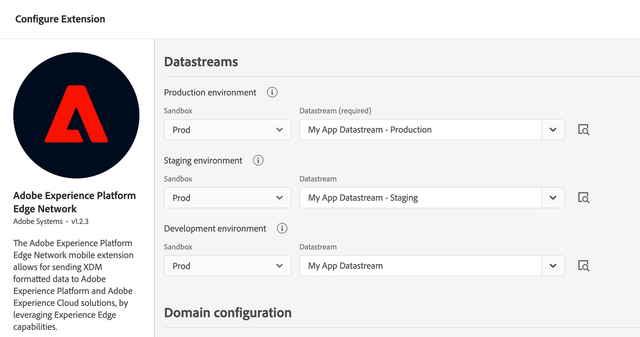 Configure Extension
Adobe Experience Platform
Edge Network
Adobe Systems • v1.2.3
The Adobe Experience Platform
Edge Network mobile extension
allows for sending XDM
formatted data to Adobe
Experience Platform and Adobe
Experience Cloud solutions, by
leveraging Experience Edge
capabilities.
Datastreams
Production environment
Sandbox Datastream (required)
Prod My App Datastream - Production
Staging environment
Sandbox Datastream
Prod My App Datastream - Staging
Development environment
Sandbox Datastream
Prod My App Datastream
Domain configuration